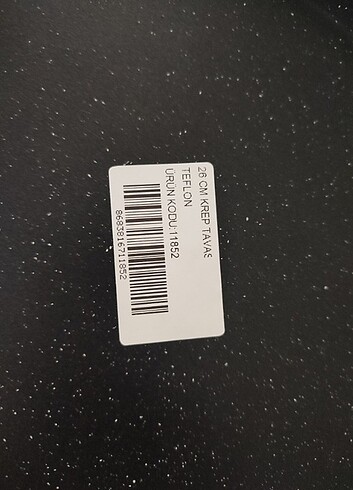 26 CM KREP TAVAS
TEFLON
ÜRÜN KODU:11852
8683816711852